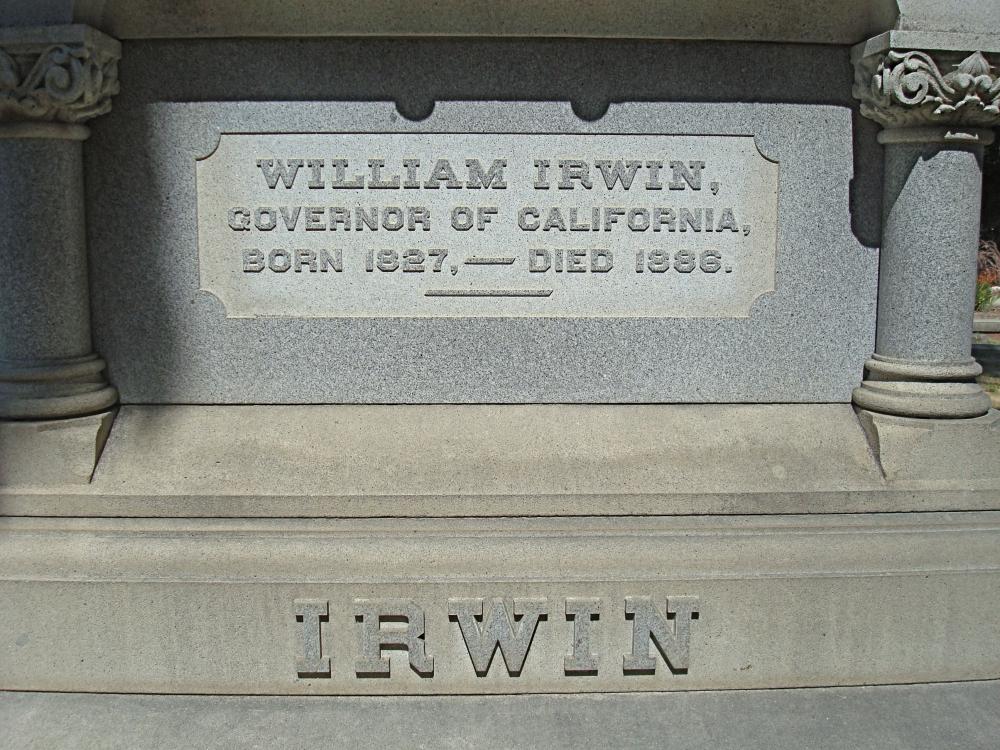 WILLIAM IRWIN,
GOVERNOR OF CALIFORNIA,
BORN 1827, — DIED 1886.
IRWIN